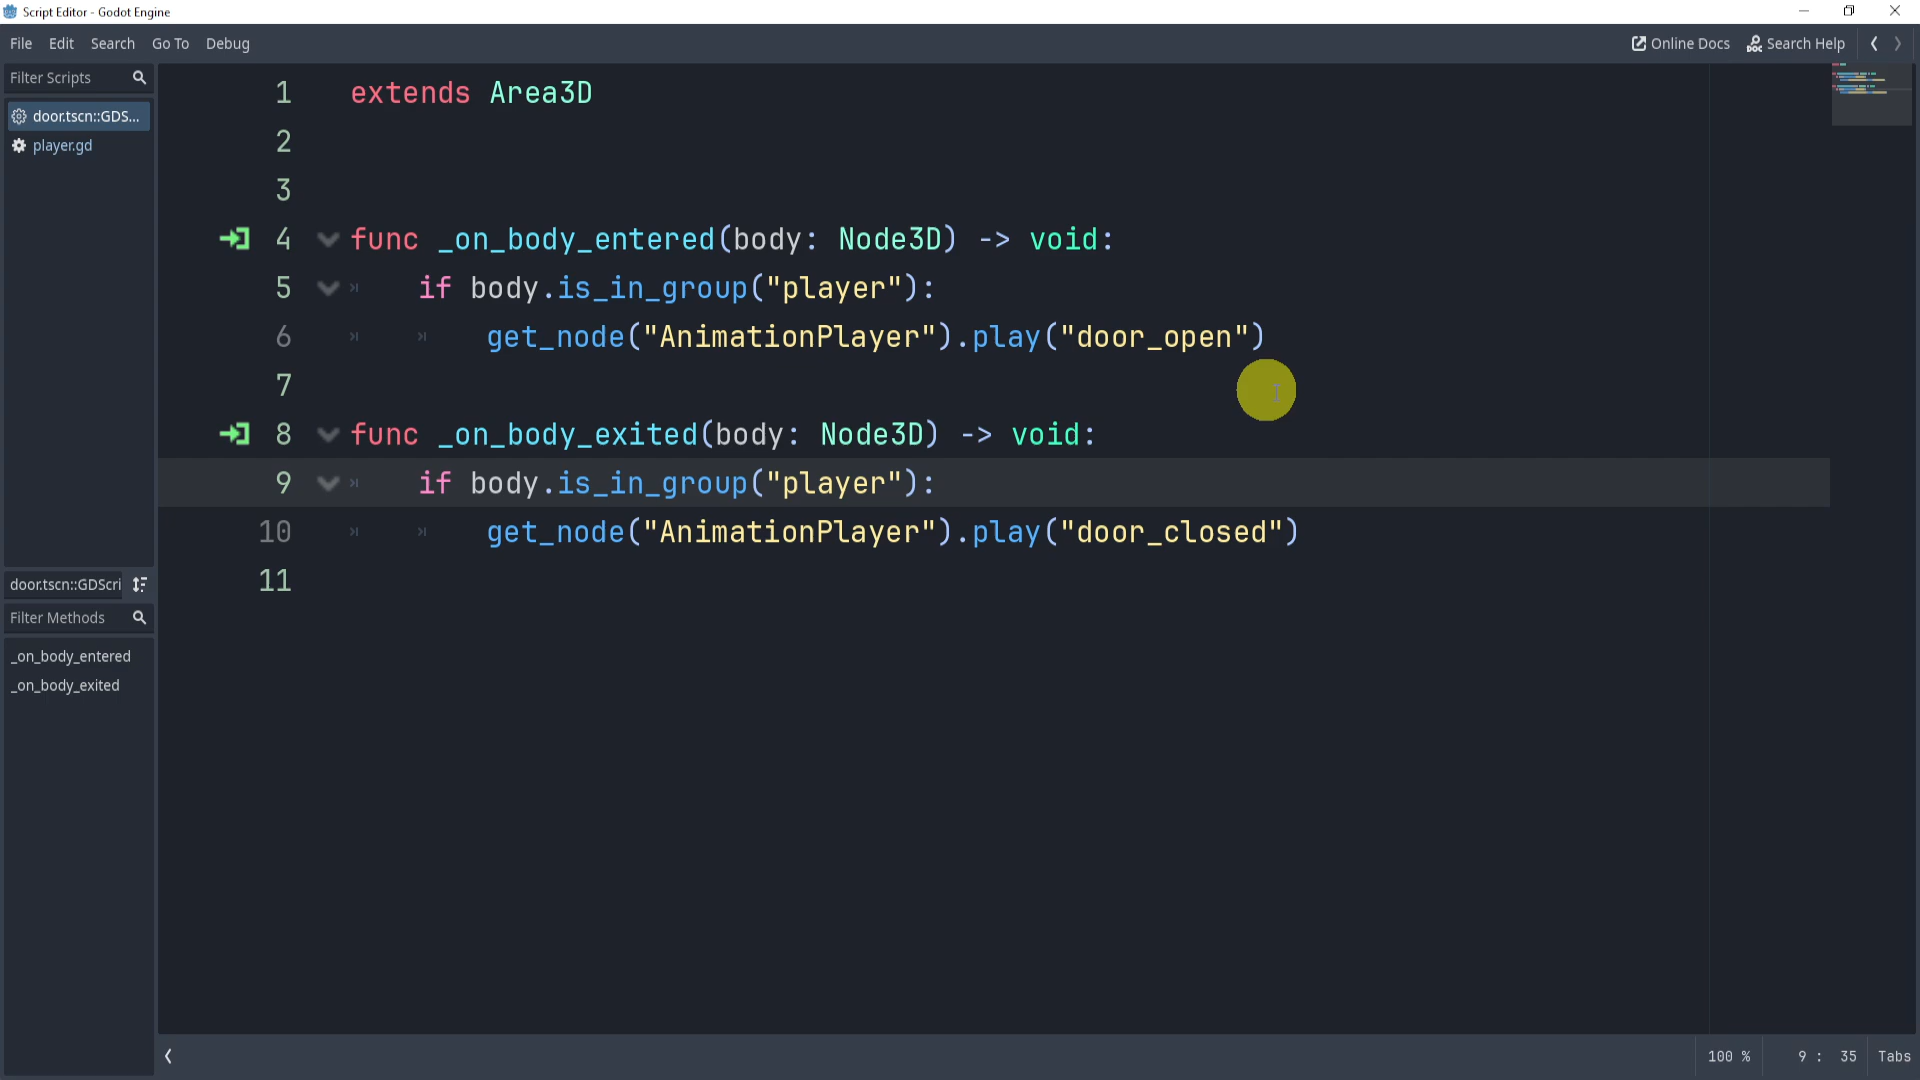 Script Editor - Godot Engine
File Edit Search Go To Debug
Online Docs Search Help
Filter Scripts
door.tscn::GDS...
player.gd
1 extends Area3D
2
3
4 func _on_body_entered(body: Node3D) -> void:
5 if body.is_in_group("player"):
6 get_node("AnimationPlayer").play("door_open")
7
8 func _on_body_exited(body: Node3D) -> void:
9 if body.is_in_group("player"):
10 get_node("AnimationPlayer").play("door_closed")
11
door.tscn::GDScri
Filter Methods
_on_body_entered
_on_body_exited
100 % 9 : 35 Tabs